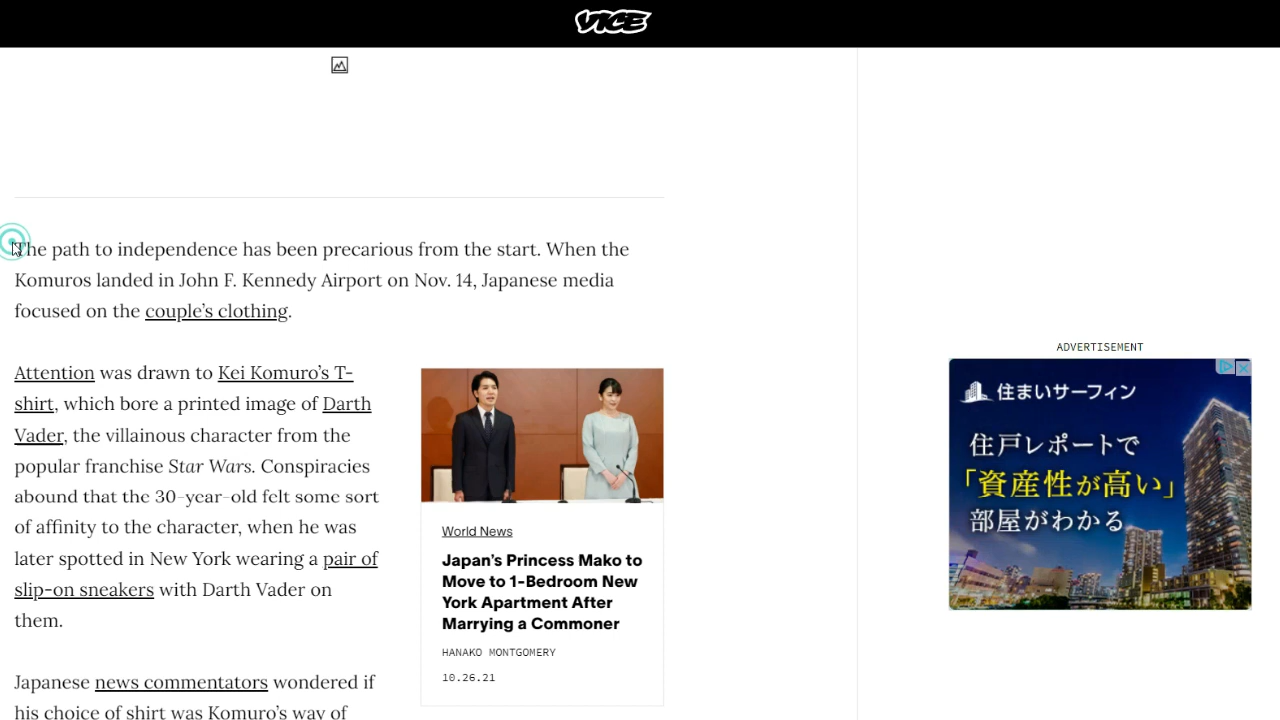 VICE
The path to independence has been precarious from the start. When the
Komuros landed in John F. Kennedy Airport on Nov. 14, Japanese media
focused on the couple's clothing.
Attention was drawn to Kei Komuro's T-
shirt, which bore a printed image of Darth
Vader, the villainous character from the
popular franchise Star Wars. Conspiracies
abound that the 30-year-old felt some sort
of affinity to the character, when he was
later spotted in New York wearing a pair of
slip-on sneakers with Darth Vader on
them.
Japanese news commentators wondered if
his choice of shirt was Komuro's way of
World News
Japan's Princess Mako to
Move to 1-Bedroom New
York Apartment After
Marrying a Commoner
HANAKO MONTGOMERY
10.26.21
ADVERTISEMENT
住まいサーフィン
住戸レポートで
「資産性が高い」
部屋がわかる